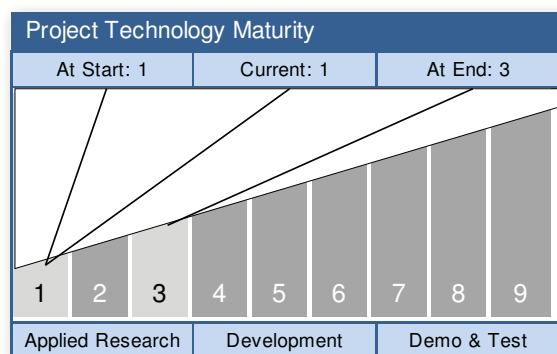 Project Technology Maturity
At Start: 1 Current: 1 At End: 3
1 2 3 4 5 6 7 8 9
Applied Research Development Demo & Test